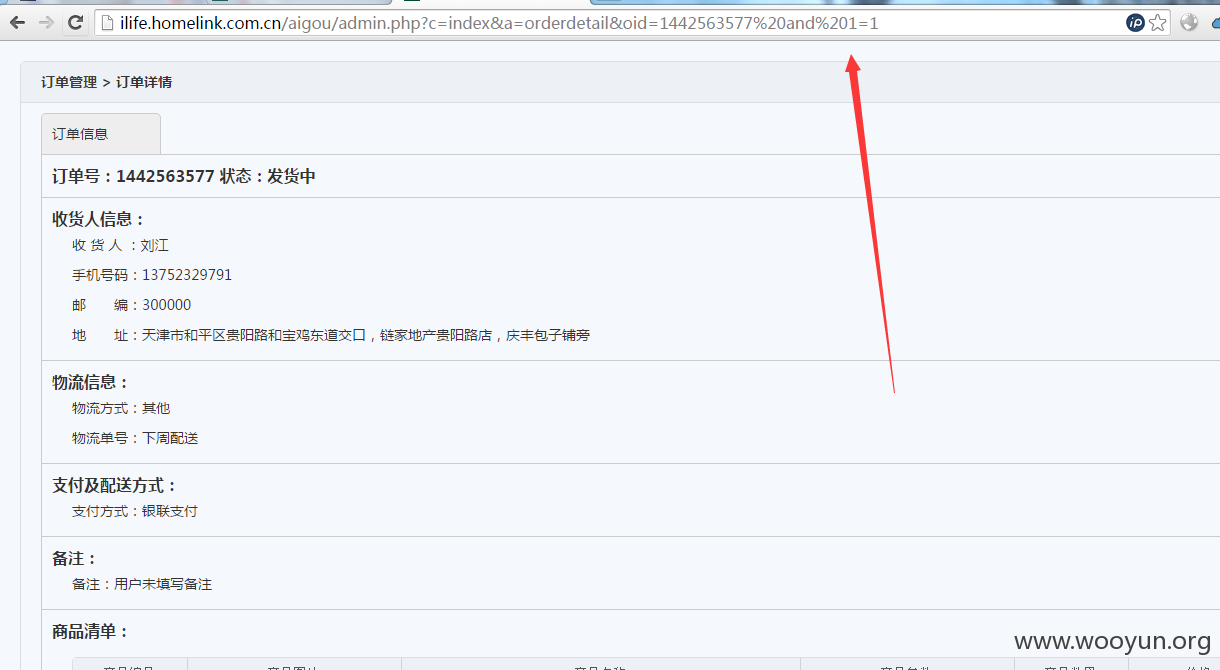 ilife.homelink.com.cn/aigou/admin.php?c=index&a=orderdetail&oid=1442563577%20and%201=1
订单管理 > 订单详情
订单信息
订单号：1442563577 状态：发货中
收货人信息：
收 货 人 ：刘江
手机号码：13752329791
邮 编：300000
地 址：天津市和平区贵阳路和宝鸡东道交口，链家地产贵阳路店，庆丰包子铺旁
物流信息：
物流方式：其他
物流单号：下周配送
支付及配送方式：
支付方式：银联支付
备注：
备注：用户未填写备注
商品清单：
www.wooyun.org